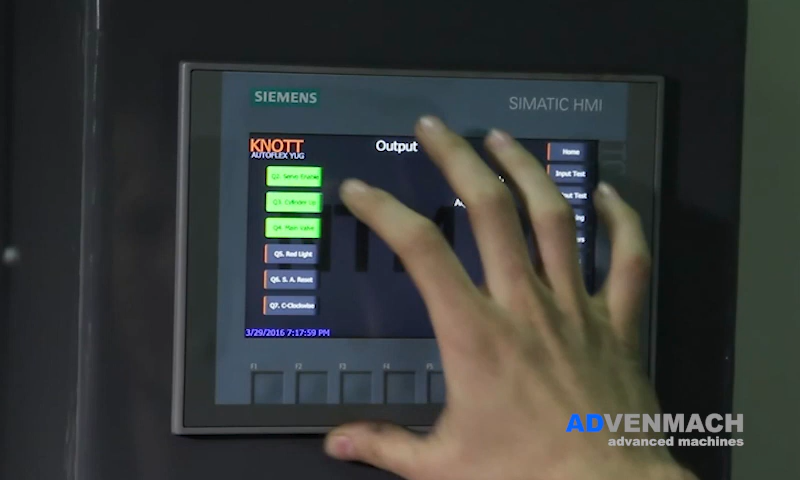 SIEMENS
SIMATIC HMI
KNOTT
AUTOFLEX YUG
Output
Home
Q2. Servo Enable
Input Test
Q3. Cylinder Up
Q4. Main Valve
Q5. Red Light
Q6. S. A. Reset
Q7. C-Clockwise
3/29/2016 7:17:59 PM
F1
F2
F3
F4
ADVENMACH
advanced machines